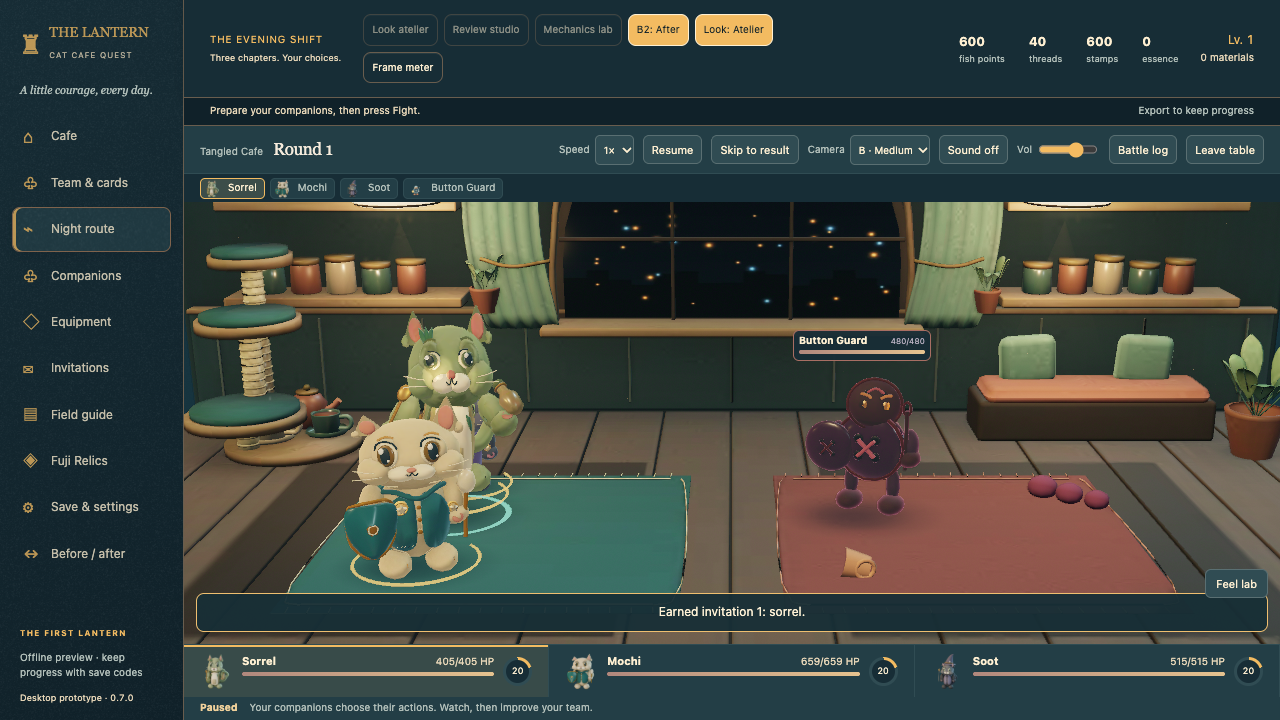 THE LANTERN
CAT CAFE QUEST
A little courage, every day.
Cafe
Team & cards
Night route
Companions
Equipment
Invitations
Field guide
Fuji Relics
Save & settings
Before / after
THE FIRST LANTERN
Offline preview · keep
progress with save codes
Desktop prototype · 0.7.0
THE EVENING SHIFT
Three chapters. Your choices.
Look atelier
Review studio
Mechanics lab
B2: After
Look: Atelier
Frame meter
600
fish points
40
threads
600
stamps
0
essence
Lv. 1
0 materials
Prepare your companions, then press Fight.
Export to keep progress
Tangled Cafe
Round 1
Speed
1×
Resume
Skip to result
Camera
B · Medium
Sound off
Vol
Battle log
Leave table
Sorrel
Mochi
Soot
Button Guard
Button Guard
480/480
Feel lab
Earned invitation 1: sorrel.
Sorrel
405/405 HP
20
Mochi
659/659 HP
20
Soot
515/515 HP
20
Paused
Your companions choose their actions. Watch, then improve your team.